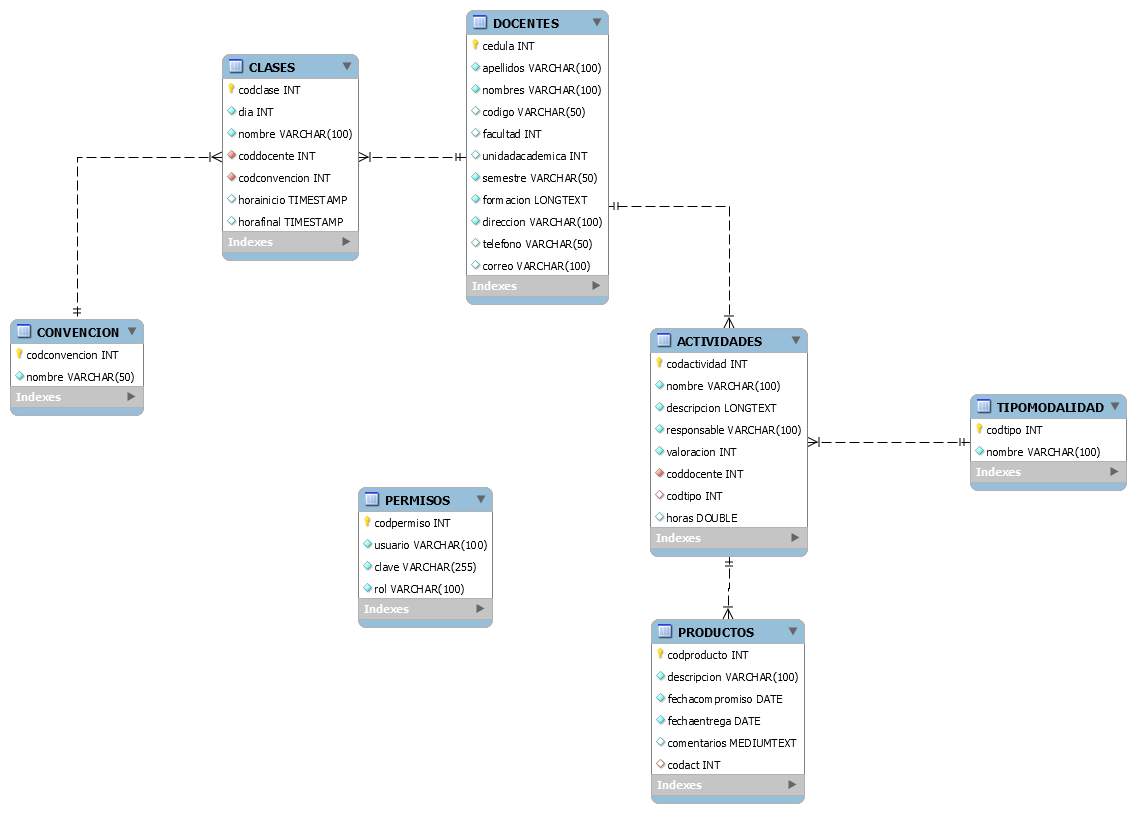 DOCENTES
cedula INT
apellidos VARCHAR(100)
nombres VARCHAR(100)
codigo VARCHAR(50)
facultad INT
unidadacademica INT
semestre VARCHAR(50)
formacion LONGTEXT
direccion VARCHAR(100)
telefono VARCHAR(50)
correo VARCHAR(100)
Indexes
CLASES
codclase INT
dia INT
nombre VARCHAR(100)
coddocente INT
codconvencion INT
horainicio TIMESTAMP
horafinal TIMESTAMP
Indexes
CONVENCION
codconvencion INT
nombre VARCHAR(50)
Indexes
ACTIVIDADES
codactividad INT
nombre VARCHAR(100)
descripcion LONGTEXT
responsable VARCHAR(100)
valoracion INT
coddocente INT
codtipo INT
horas DOUBLE
Indexes
TIPOMODALIDAD
codtipo INT
nombre VARCHAR(100)
Indexes
PERMISOS
codpermiso INT
usuario VARCHAR(100)
clave VARCHAR(255)
rol VARCHAR(100)
Indexes
PRODUCTOS
codproducto INT
descripcion VARCHAR(100)
fechacompromiso DATE
fechaentrega DATE
comentarios MEDIUMTEXT
codact INT
Indexes